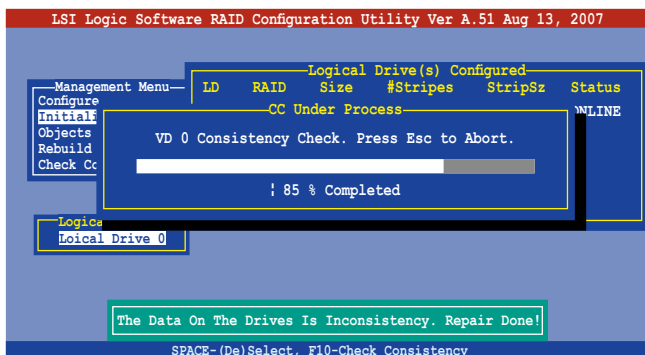 LSI Logic Software RAID Configuration Utility Ver A.51 Aug 13, 2007
Logical Drive(s) Configured
LD RAID Size #Stripes StripSz Status
ONLINE
Management Menu
Configure
Initiali
Objects
Rebuild
Check Co
CC Under Process
VD 0 Consistency Check. Press Esc to Abort.
¦ 85 % Completed
Logica
Loical Drive 0
The Data On The Drives Is Inconsistency. Repair Done!
SPACE-(De)Select, F10-Check Consistency